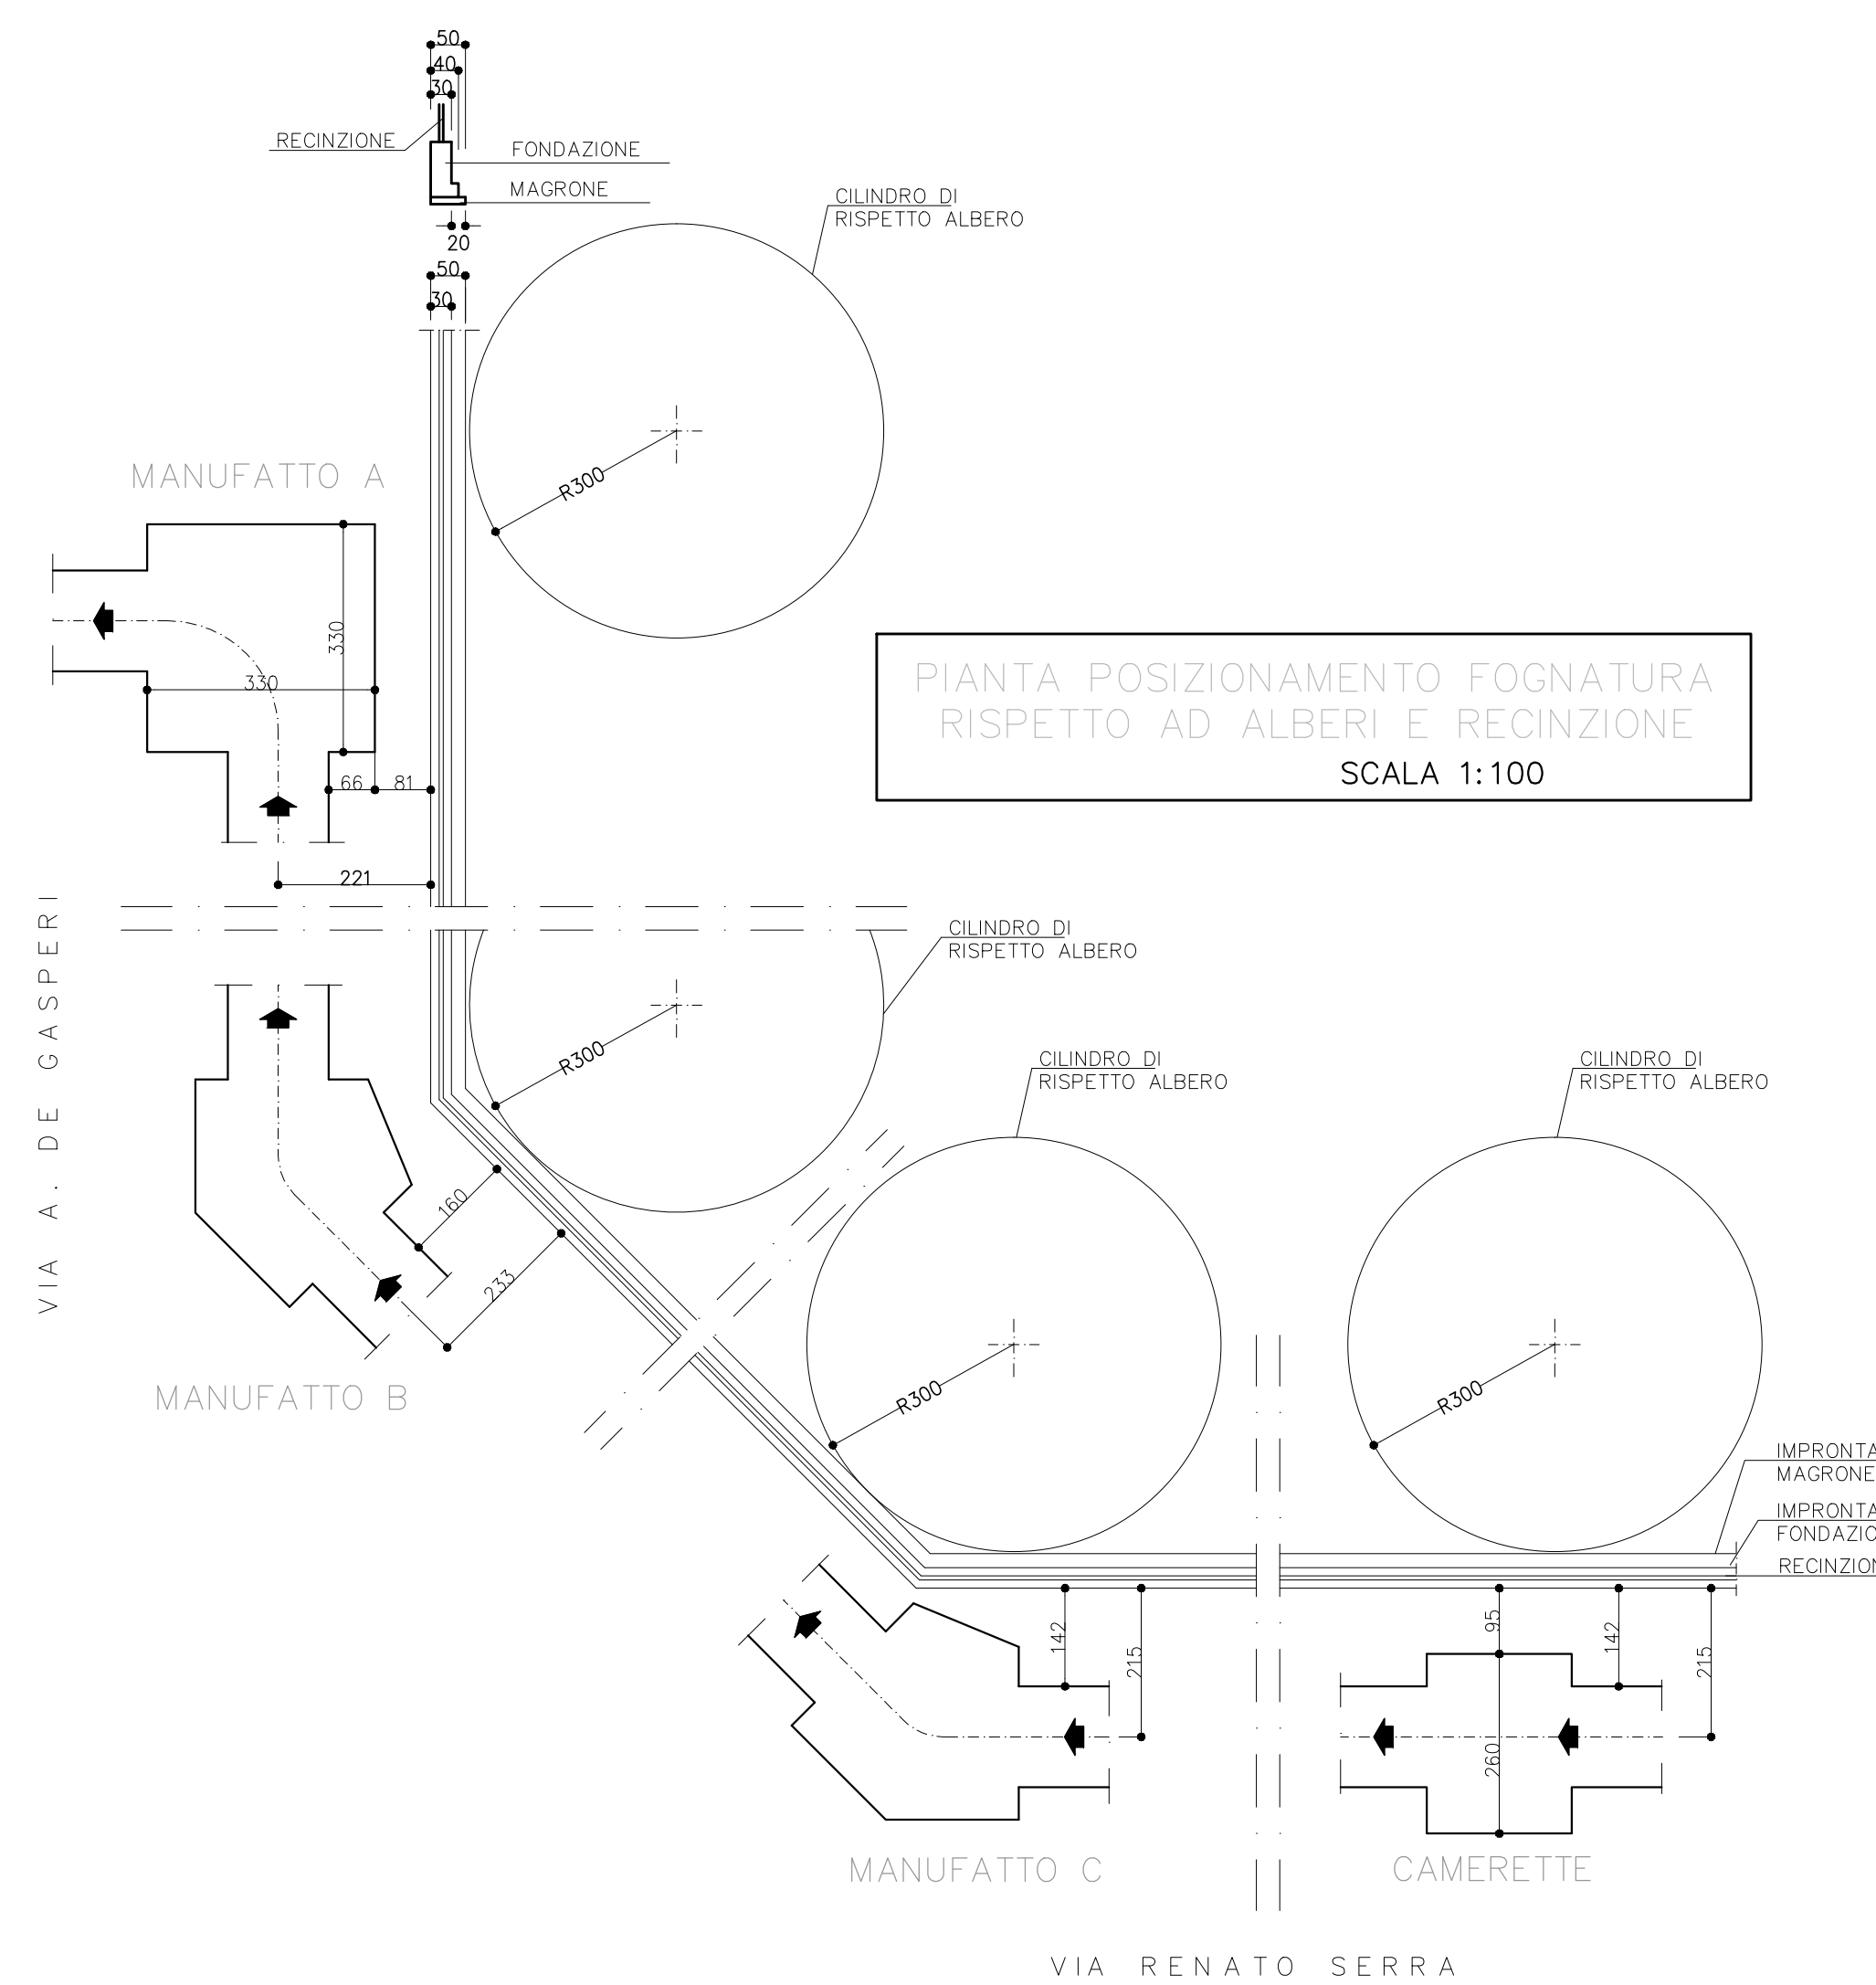 50
40
30
RECINZIONE
FONDAZIONE
MAGRONE
CILINDRO DI
RISPETTO ALBERO
20
50
30
R300
MANUFATTO A
330
330
66
81
221
PIANTA POSIZIONAMENTO FOGNATURA
RISPETTO AD ALBERI E RECINZIONE
SCALA 1:100
VIA A. DE GASPERI
CILINDRO DI
RISPETTO ALBERO
R300
CILINDRO DI
RISPETTO ALBERO
CILINDRO DI
RISPETTO ALBERO
160
233
MANUFATTO B
R300
R300
IMPRONTA
MAGRONE
IMPRONTA
FONDAZIO
RECINZION
142
215
95
142
215
260
MANUFATTO C
CAMERETTE
VIA RENATO SERRA